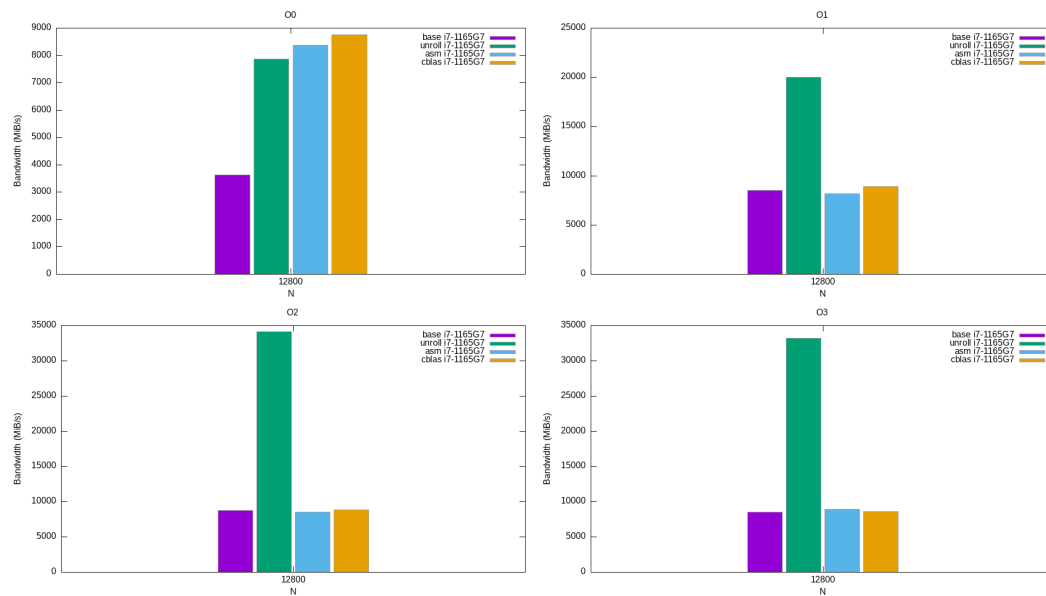 O0
9000
8000
7000
6000
5000
4000
3000
2000
1000
0
Bandwidth (MiB/s)
base i7-1165G7
unroll i7-1165G7
asm i7-1165G7
cblas i7-1165G7
12800
N
O1
25000
20000
15000
10000
5000
0
Bandwidth (MiB/s)
base i7-1165G7
unroll i7-1165G7
asm i7-1165G7
cblas i7-1165G7
12800
N
O2
35000
30000
25000
20000
15000
10000
5000
0
Bandwidth (MiB/s)
base i7-1165G7
unroll i7-1165G7
asm i7-1165G7
cblas i7-1165G7
12800
N
O3
35000
30000
25000
20000
15000
10000
5000
0
Bandwidth (MiB/s)
base i7-1165G7
unroll i7-1165G7
asm i7-1165G7
cblas i7-1165G7
12800
N